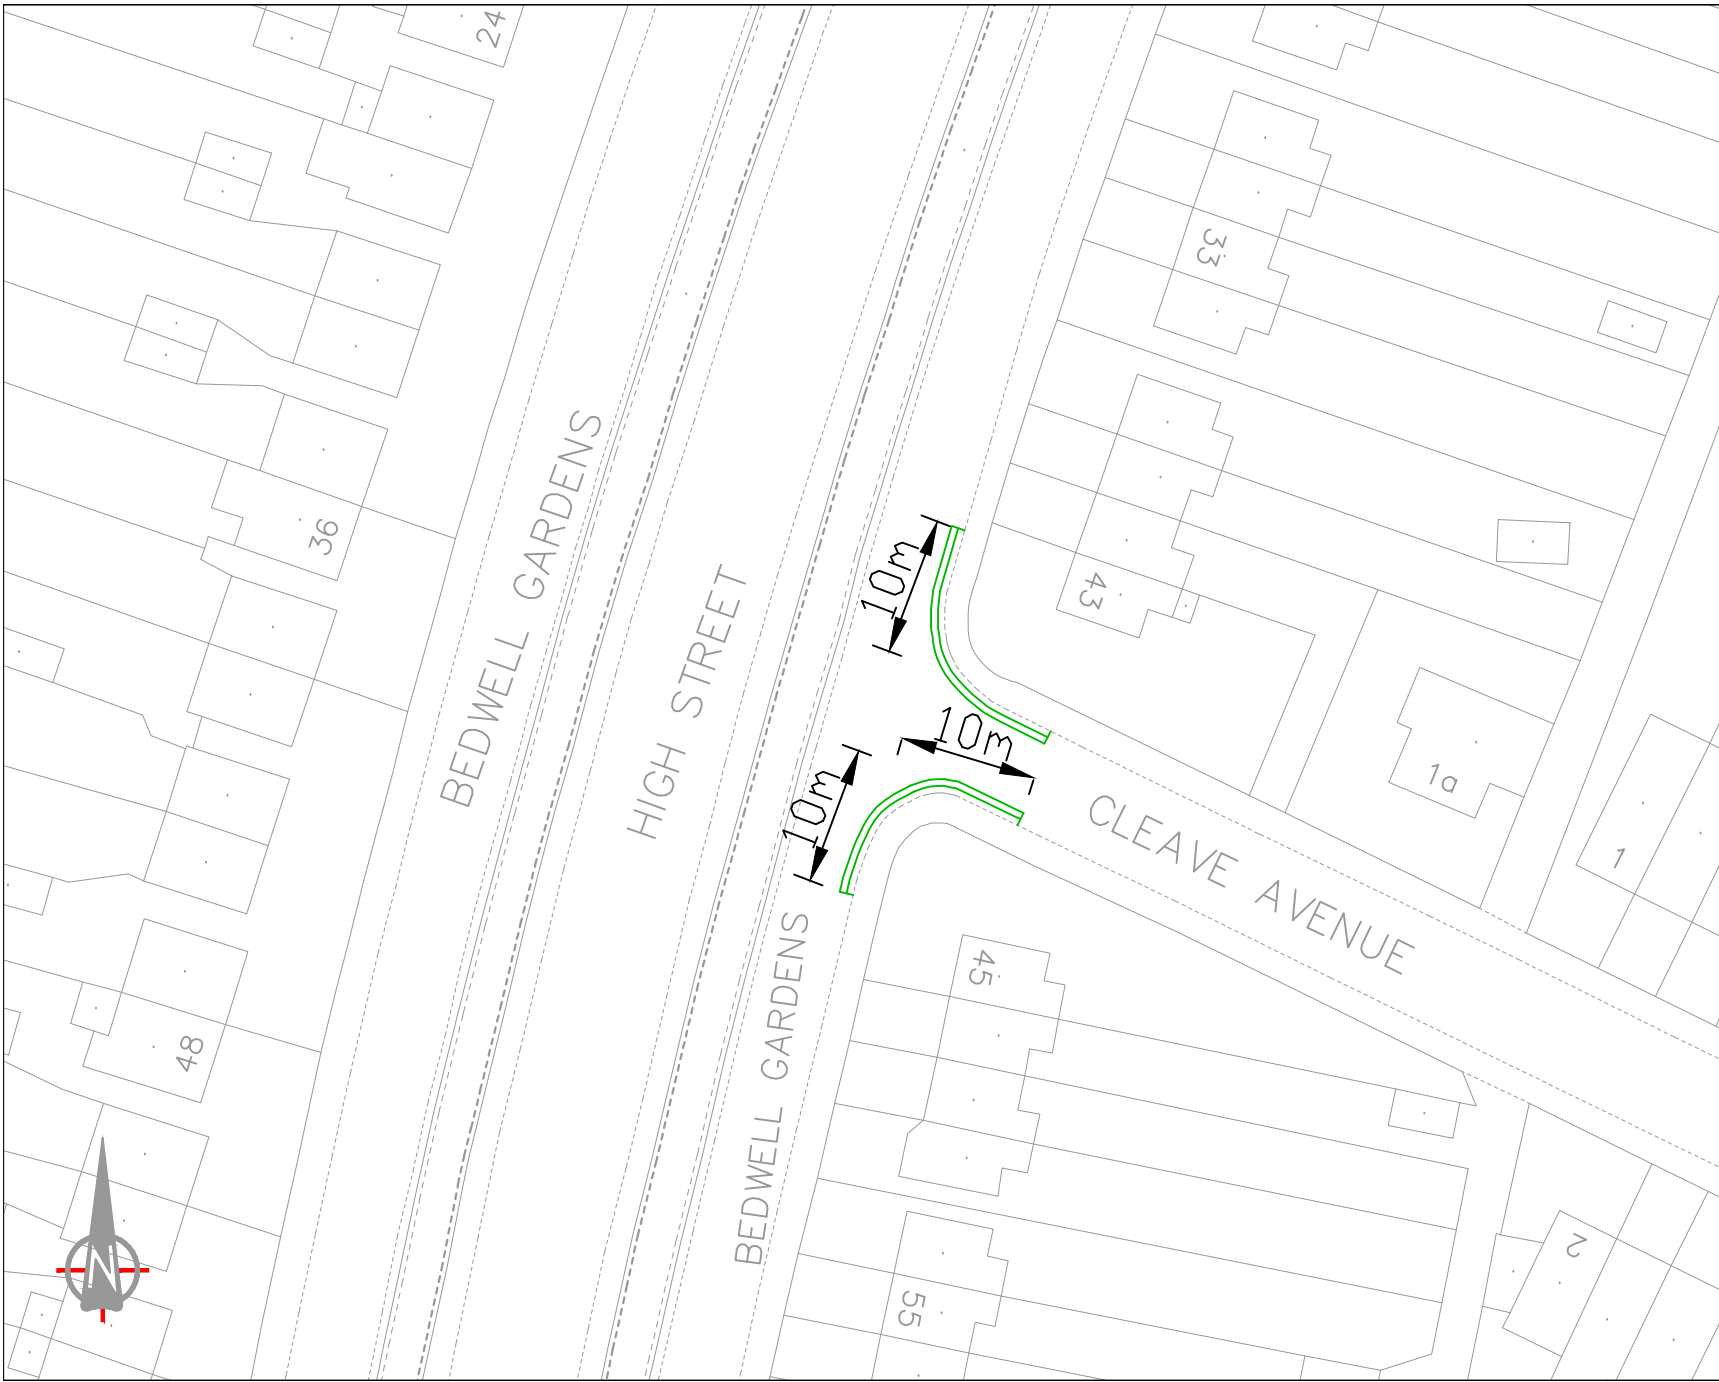 24
33
36
BEDWELL GARDENS
HIGH STREET
10m
43
10m
10m
1a
CLEAVE AVENUE
1
BEDWELL GARDENS
45
48
N
2
55